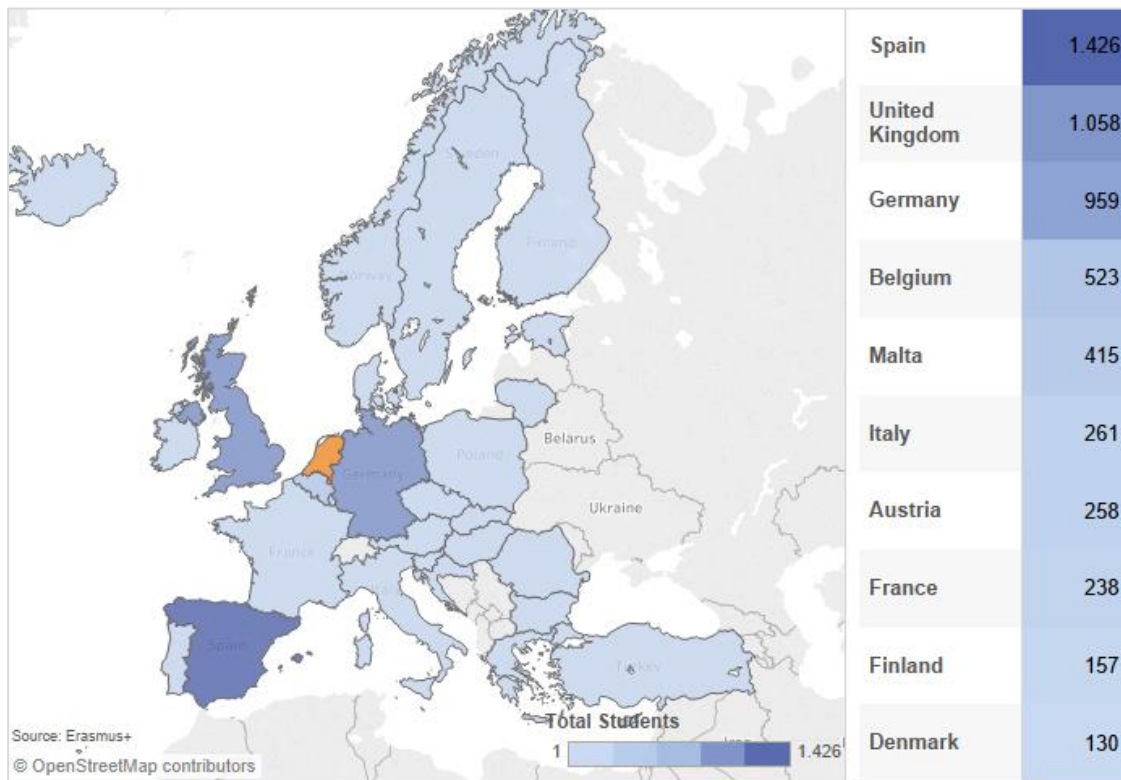 Sweden
Finland
Norway
Belarus
Poland
Germany
Ukraine
France
Spain
Turkey
Total Students
1
1.426
Source: Erasmus+
© OpenStreetMap contributors
Spain 1.426
United
Kingdom 1.058
Germany 959
Belgium 523
Malta 415
Italy 261
Austria 258
France 238
Finland 157
Denmark 130